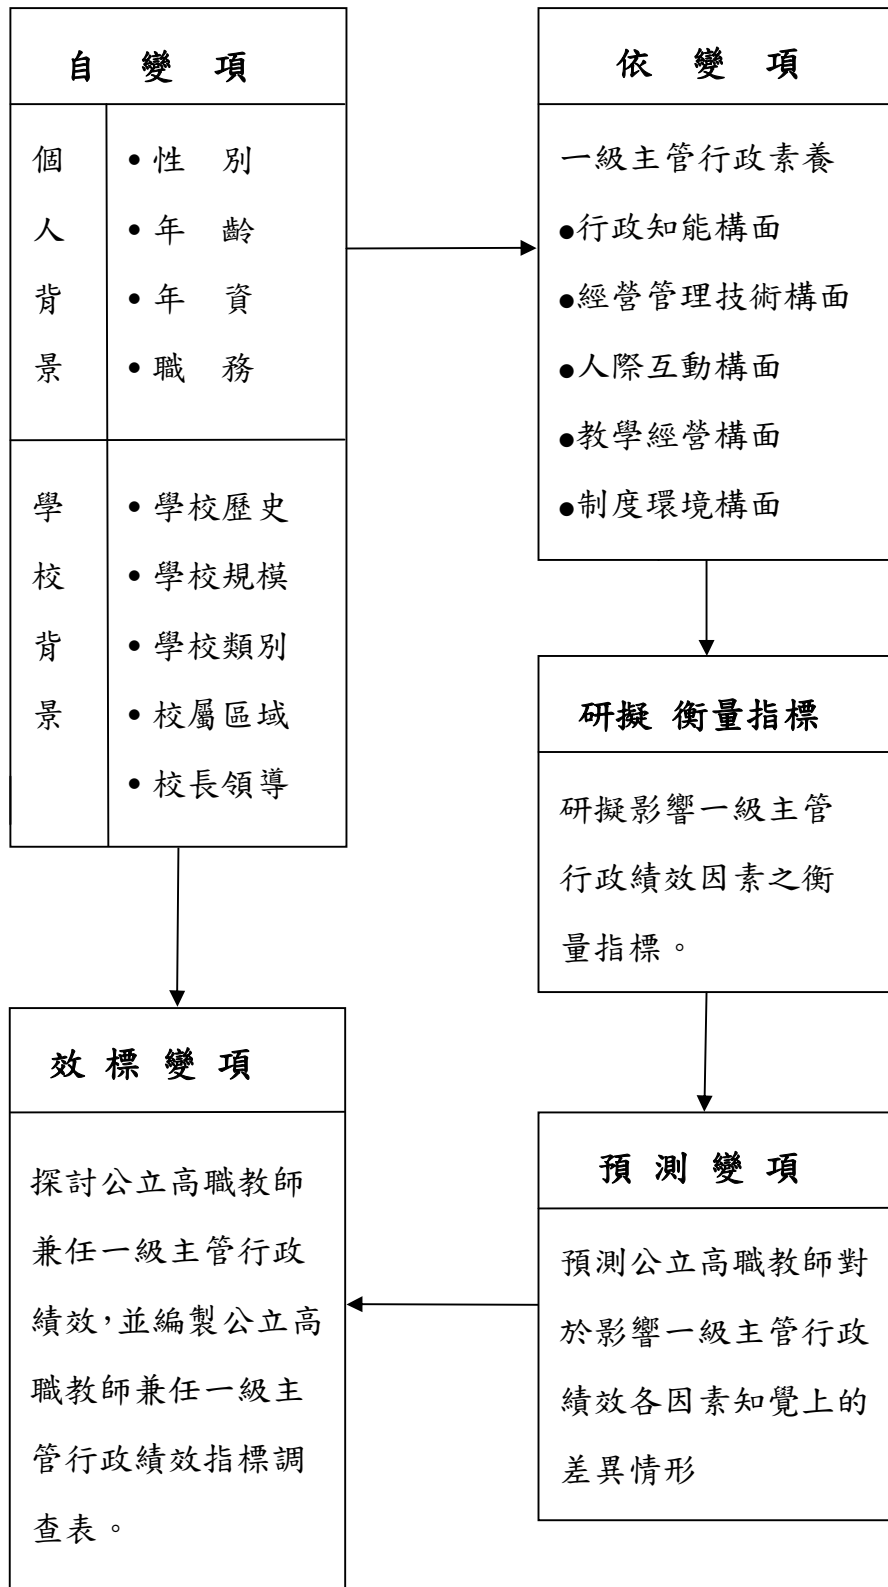 自 變 項
個人背景
• 性 別
• 年 齡
• 年 資
• 職 務
學校背景
• 學校歷史
• 學校規模
• 學校類別
• 校屬區域
• 校長領導
依 變 項
一級主管行政素養
●行政知能構面
●經營管理技術構面
●人際互動構面
●教學經營構面
●制度環境構面
研擬 衡量指標
研擬影響一級主管
行政績效因素之衡
量指標。
預 測 變 項
預測公立高職教師對
於影響一級主管行政
績效各因素知覺上的
差異情形
效 標 變 項
探討公立高職教師
兼任一級主管行政
績效，並編製公立高
職教師兼任一級主
管行政績效指標調
查表。